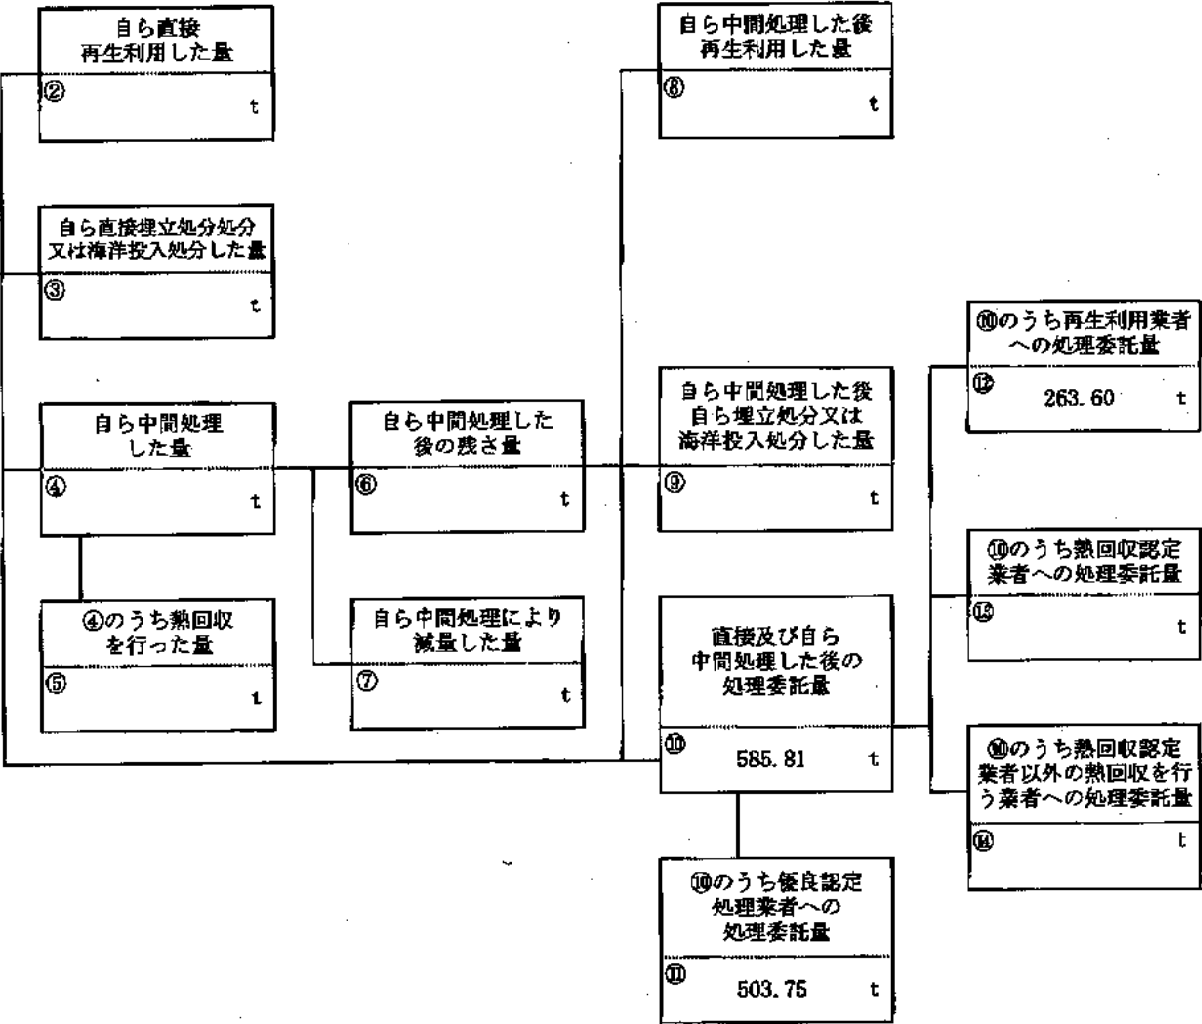 自ら直接
再生利用した量
②
t
自ら中間処理した後
再生利用した量
⑧
t
自ら直接埋立処分処分
又は海洋投入処分した量
③
t
⑩のうち再生利用業者
への処理委託量
⑫
263.60 t
自ら中間処理
した量
④
t
自ら中間処理した
後の残さ量
⑥
t
自ら中間処理した後
自ら埋立処分又は
海洋投入処分した量
⑨
t
⑩のうち熱回収認定
業者への処理委託量
⑬
t
④のうち熱回収
を行った量
⑤
t
自ら中間処理により
減量した量
⑦
t
直接及び自ら
中間処理した後の
処理委託量
⑩
585.81 t
⑩のうち熱回収認定
業者以外の熱回収を行
う業者への処理委託量
⑭
t
⑩のうち優良認定
処理業者への
処理委託量
⑪
503.75 t